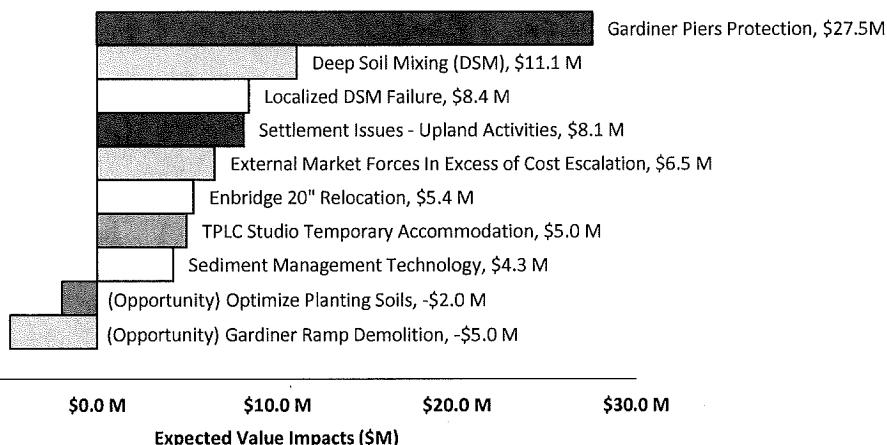 Gardiner Piers Protection, $27.5M
Deep Soil Mixing (DSM), $11.1 M
Localized DSM Failure, $8.4 M
Settlement Issues - Upland Activities, $8.1 M
External Market Forces In Excess of Cost Escalation, $6.5 M
Enbridge 20" Relocation, $5.4 M
TPLC Studio Temporary Accommodation, $5.0 M
Sediment Management Technology, $4.3 M
(Opportunity) Optimize Planting Soils, -$2.0 M
(Opportunity) Gardiner Ramp Demolition, -$5.0 M
$0.0 M $10.0 M $20.0 M $30.0 M
Expected Value Impacts ($M)